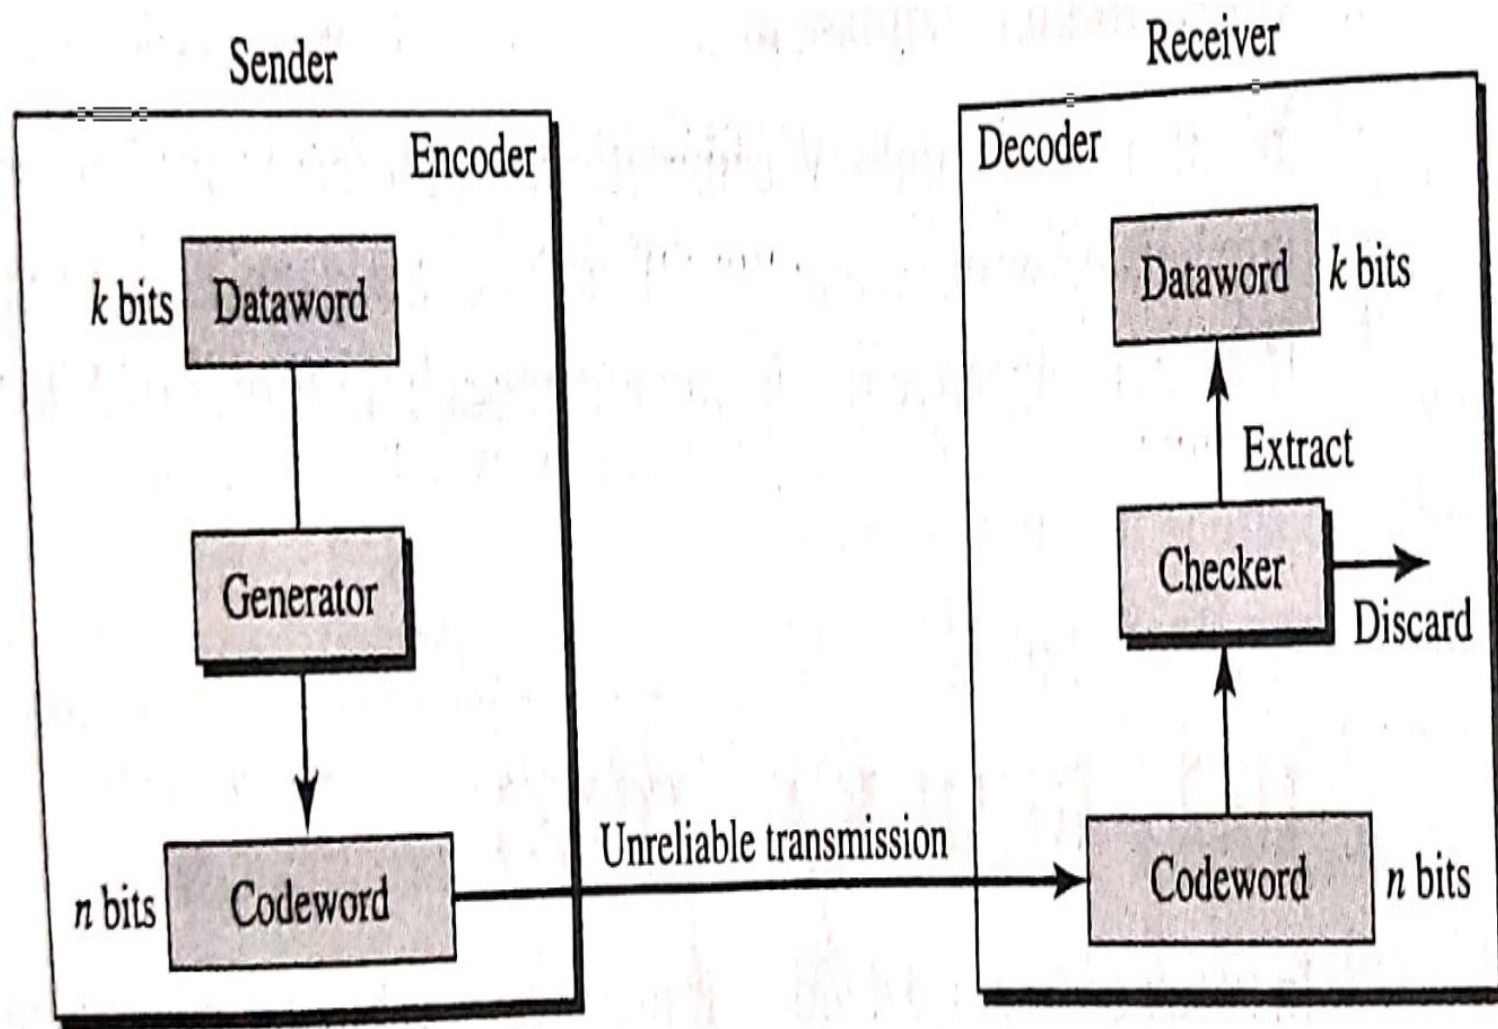 Sender
Encoder
k bits
Dataword
Generator
n bits
Codeword
Unreliable transmission
Receiver
Decoder
Dataword
k bits
Extract
Checker
Discard
Codeword
n bits